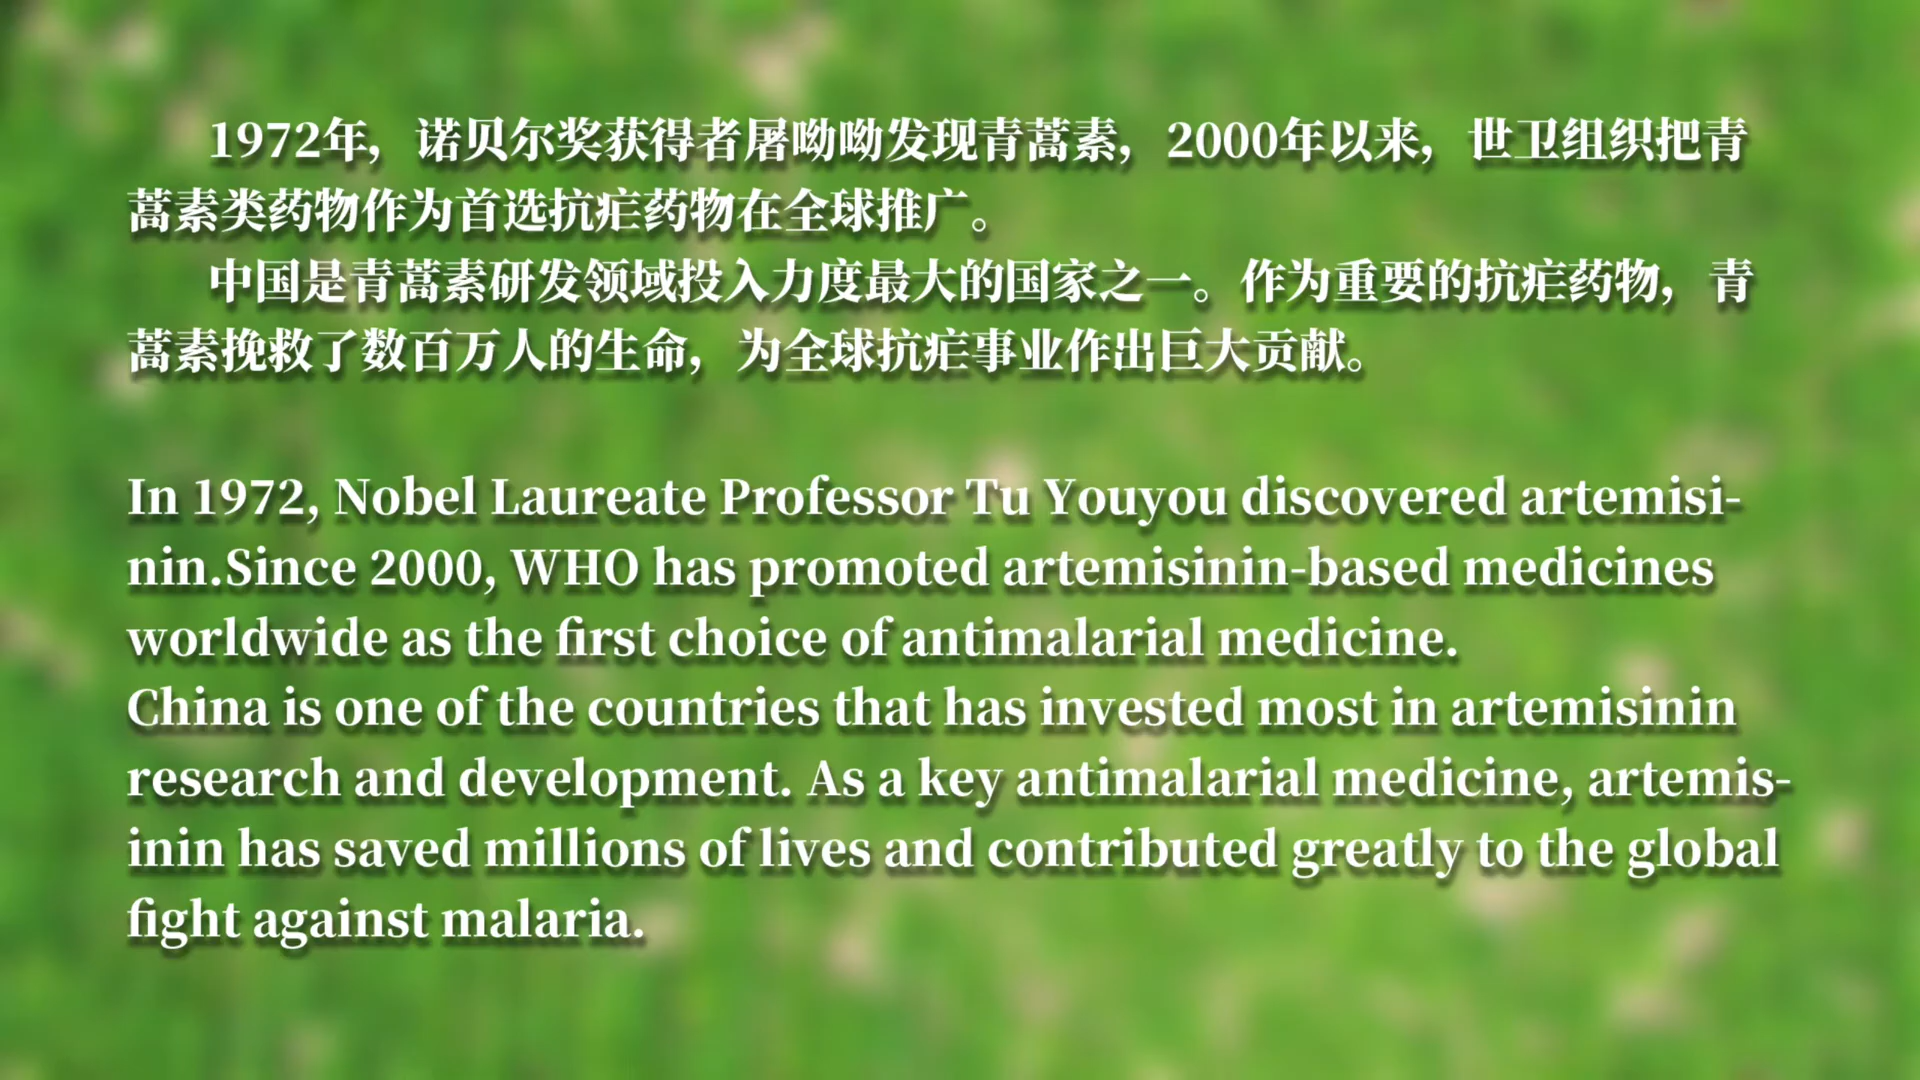 1972年，诺贝尔奖获得者屠呦呦发现青蒿素，2000年以来，世卫组织把青
蒿素类药物作为首选抗疟药物在全球推广。
中国是青蒿素研发领域投入力度最大的国家之一。作为重要的抗疟药物，青
蒿素挽救了数百万人的生命，为全球抗疟事业作出巨大贡献。
In 1972, Nobel Laureate Professor Tu Youyou discovered artemisi-
nin.Since 2000, WHO has promoted artemisinin-based medicines
worldwide as the first choice of antimalarial medicine.
China is one of the countries that has invested most in artemisinin
research and development. As a key antimalarial medicine, artemis-
inin has saved millions of lives and contributed greatly to the global
fight against malaria.